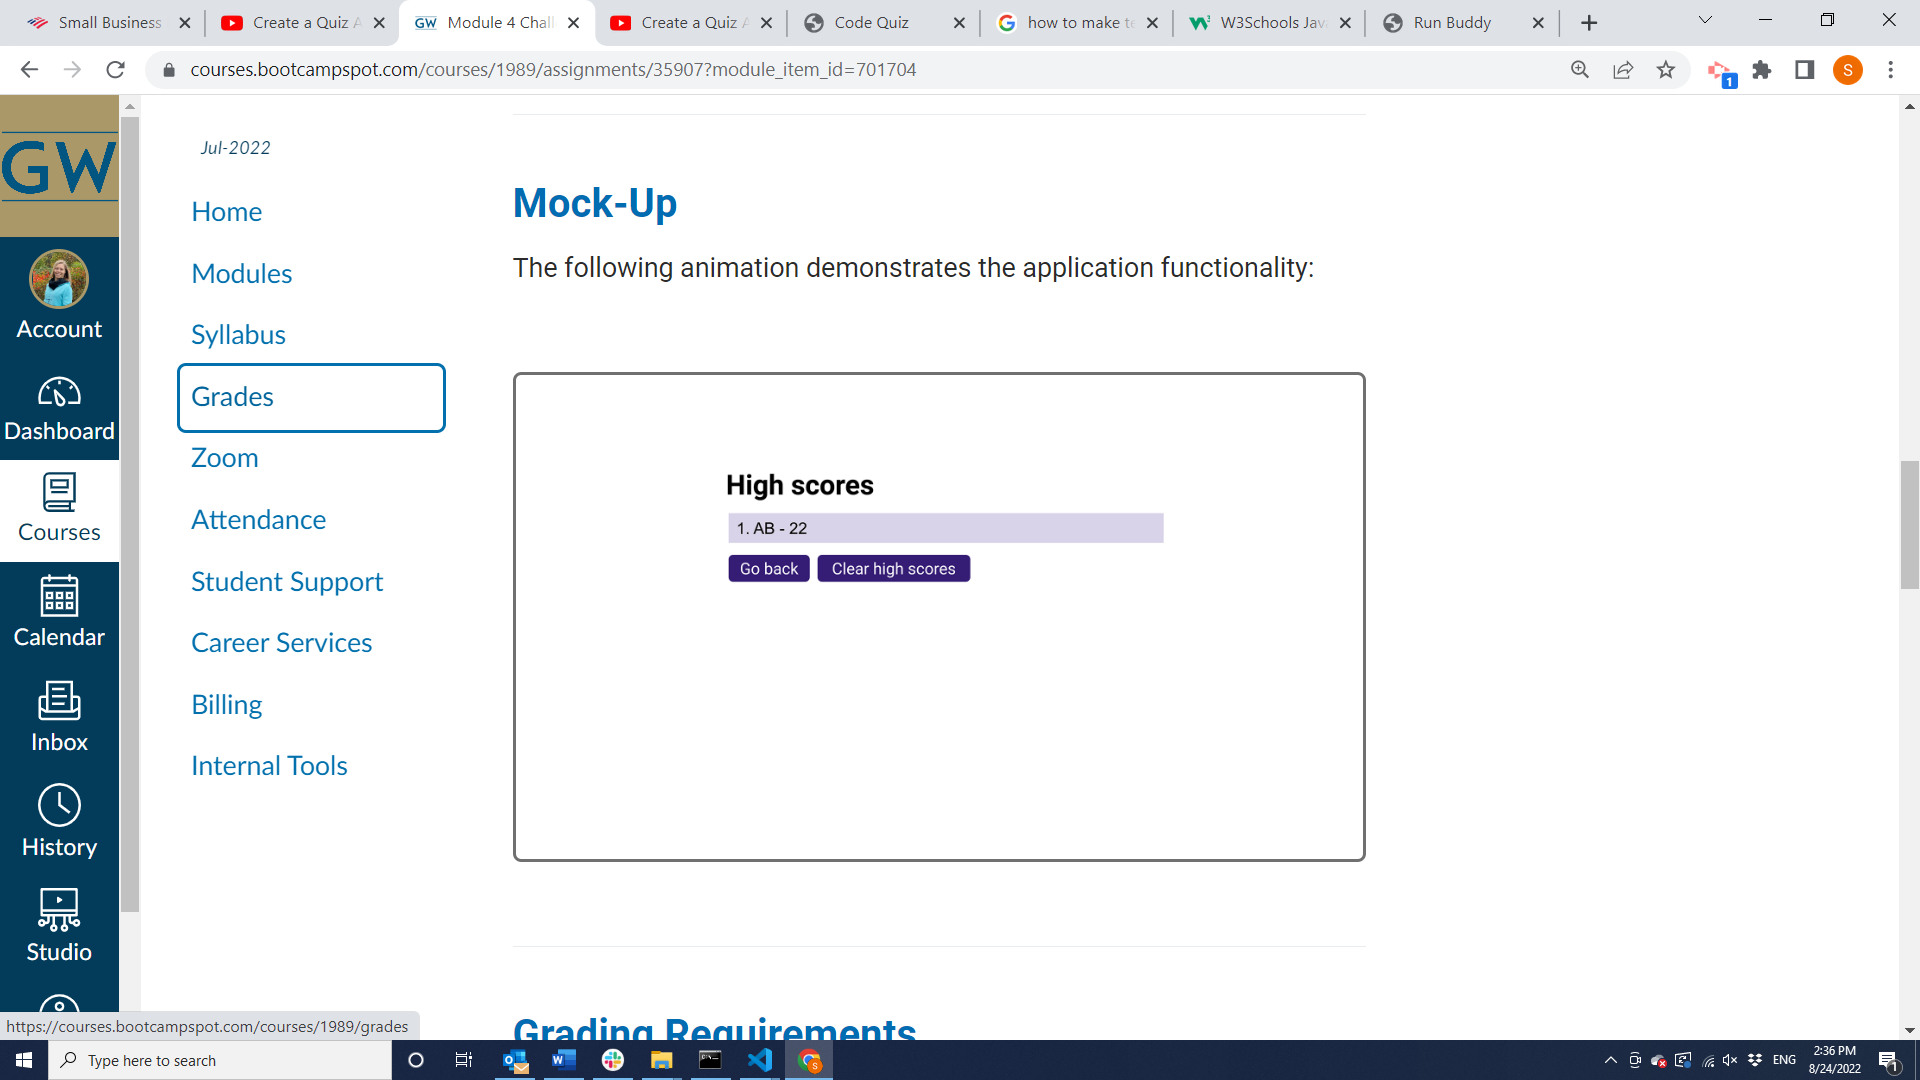 Small Business
Create a Quiz A
Module 4 Chall
Create a Quiz A
Code Quiz
how to make te
W3Schools Java
Run Buddy
courses.bootcampspot.com/courses/1989/assignments/35907?module_item_id=701704
1
S
GW
Account
Dashboard
Courses
Calendar
Inbox
History
Studio
Jul-2022
Home
Modules
Syllabus
Grades
Zoom
Attendance
Student Support
Career Services
Billing
Internal Tools
Mock-Up
The following animation demonstrates the application functionality:
High scores
1. AB - 22
Go back
Clear high scores
Grading Requirements
https://courses.bootcampspot.com/courses/1989/grades
Type here to search
ENG
2:36 PM
8/24/2022
1